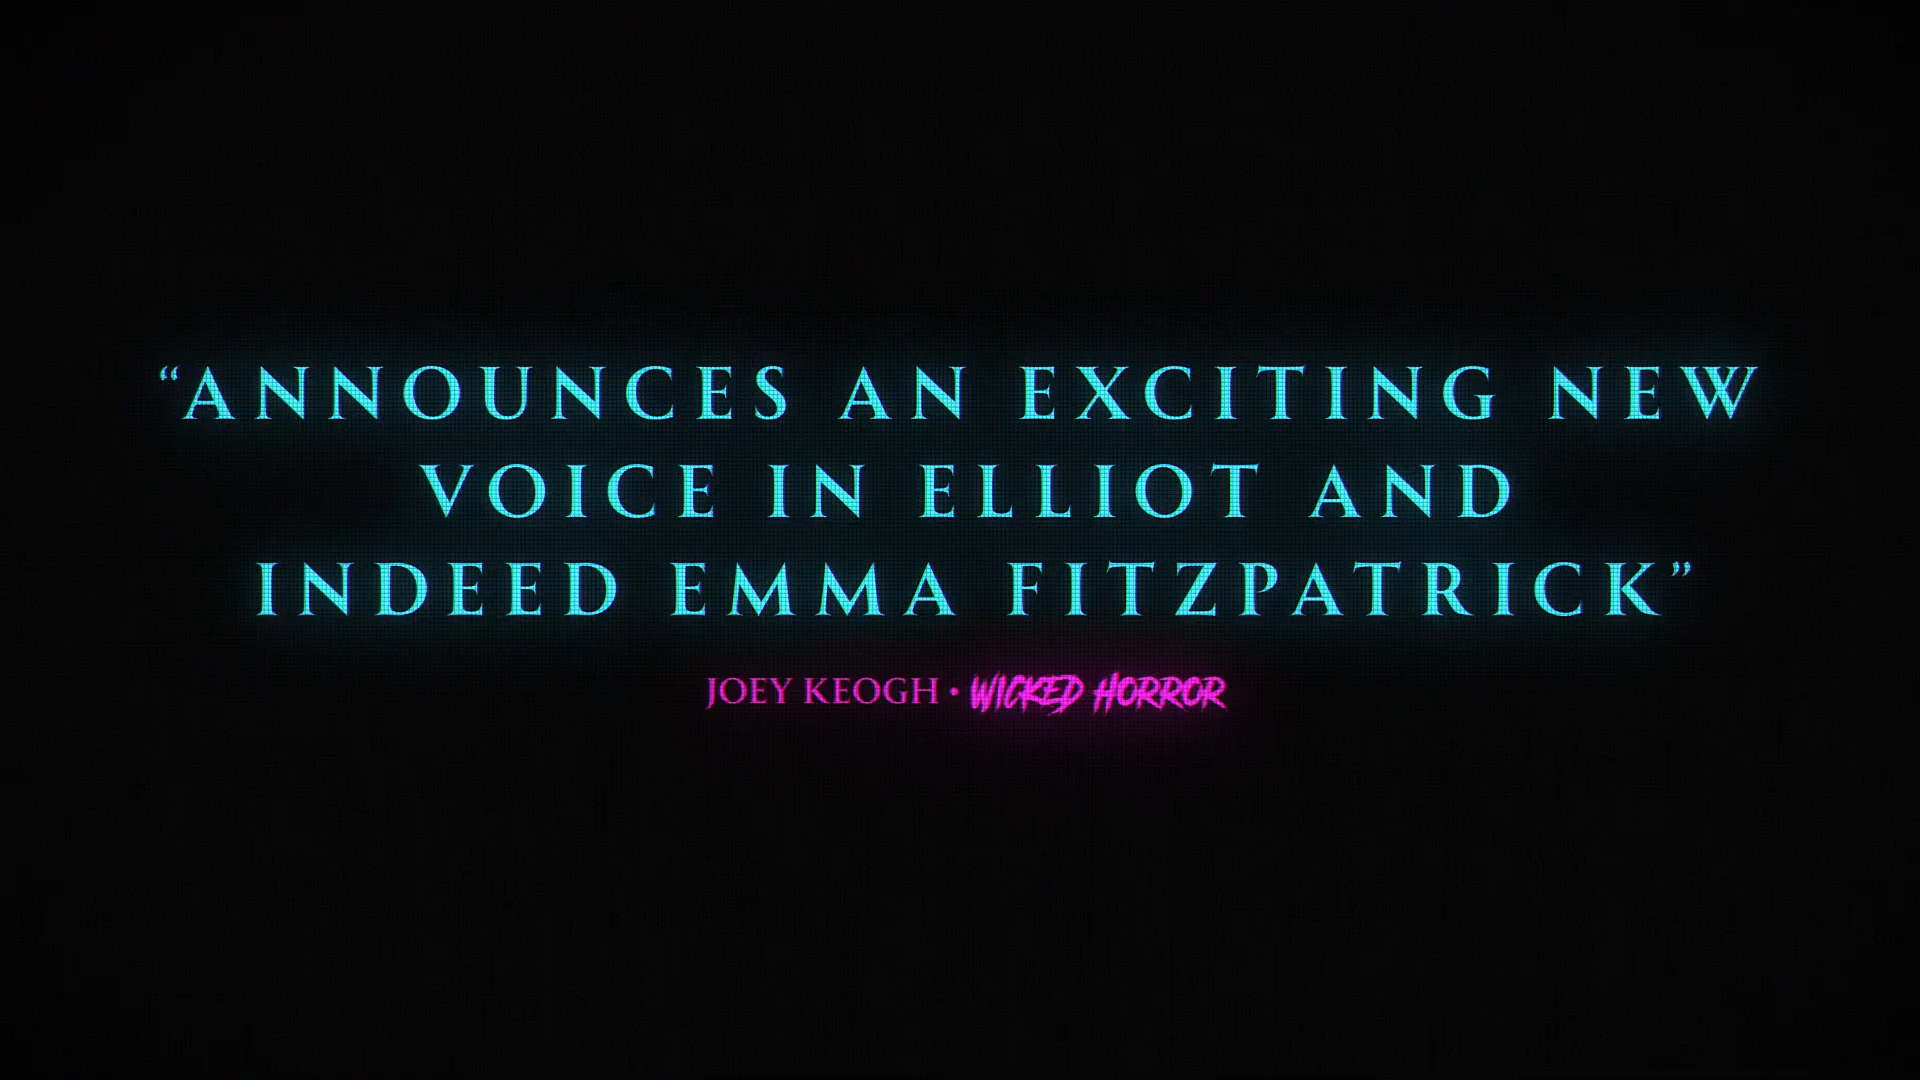 “ANNOUNCES AN EXCITING NEW
VOICE IN ELLIOT AND
INDEED EMMA FITZPATRICK”
JOEY KEOGH • WICKED HORROR